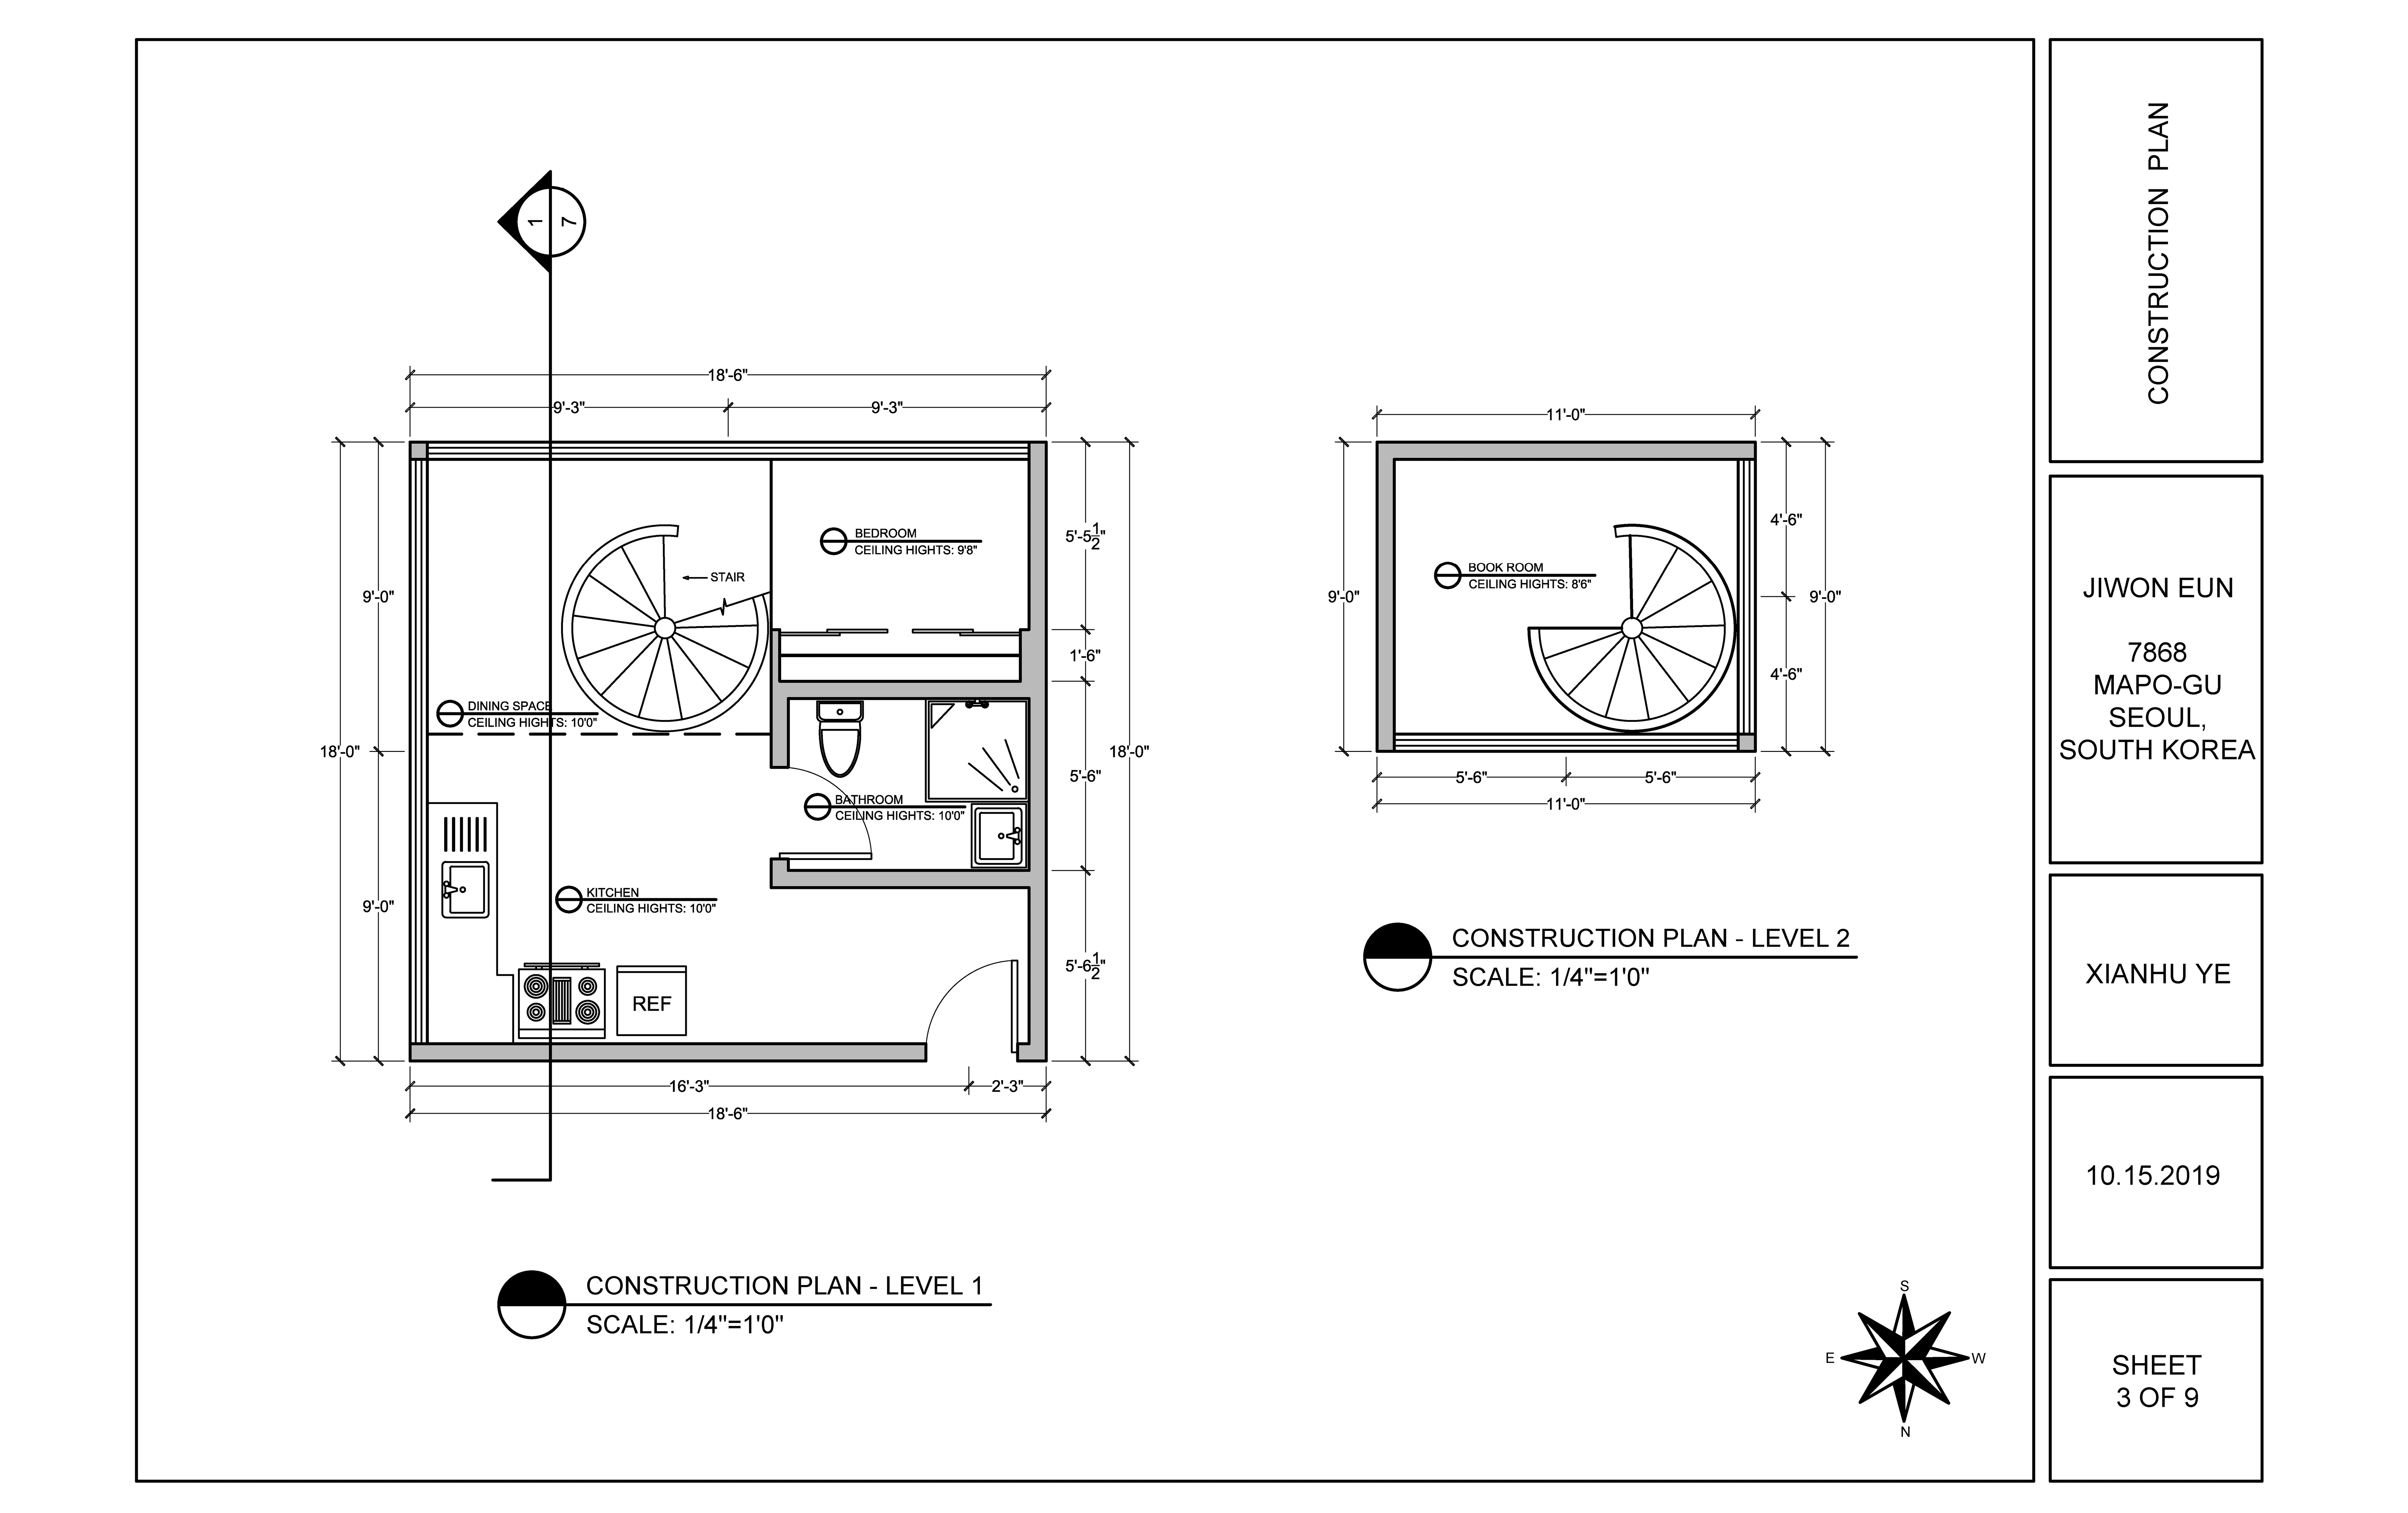 1
7
18'-6"
9'-3"
9'-3"
BEDROOM
CEILING HIGHTS: 9'8"
STAIR
5'-5 1/2"
9'-0"
1'-6"
DINING SPACE
CEILING HIGHTS: 10'0"
18'-0"
18'-0"
5'-6"
BATHROOM
CEILING HIGHTS: 10'0"
KITCHEN
CEILING HIGHTS: 10'0"
9'-0"
5'-6 1/2"
REF
16'-3"
2'-3"
18'-6"
CONSTRUCTION PLAN - LEVEL 1
SCALE: 1/4"=1'0"
11'-0"
4'-6"
BOOK ROOM
CEILING HIGHTS: 8'6"
9'-0"
9'-0"
4'-6"
5'-6"
5'-6"
11'-0"
CONSTRUCTION PLAN - LEVEL 2
SCALE: 1/4"=1'0"
S
E
W
N
CONSTRUCTION PLAN
JIWON EUN
7868
MAPO-GU
SEOUL,
SOUTH KOREA
XIANHU YE
10.15.2019
SHEET
3 OF 9